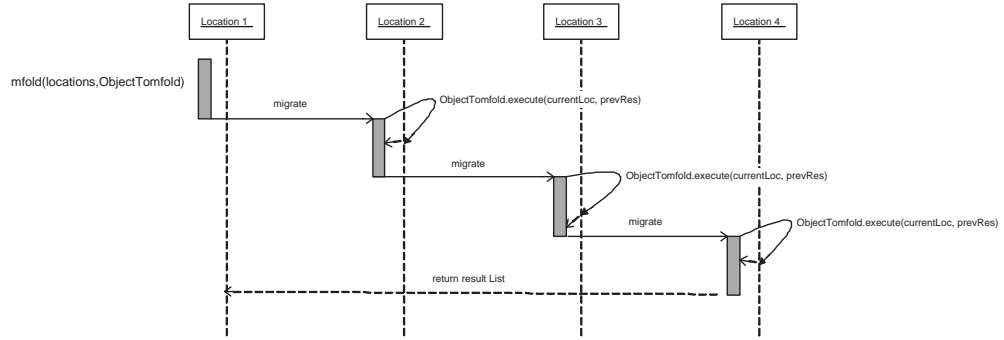 Location 1
Location 2
Location 3
Location 4
mfold(locations,ObjectTomfold)
migrate
ObjectTomfold.execute(currentLoc, prevRes)
migrate
ObjectTomfold.execute(currentLoc, prevRes)
migrate
ObjectTomfold.execute(currentLoc, prevRes)
return result List